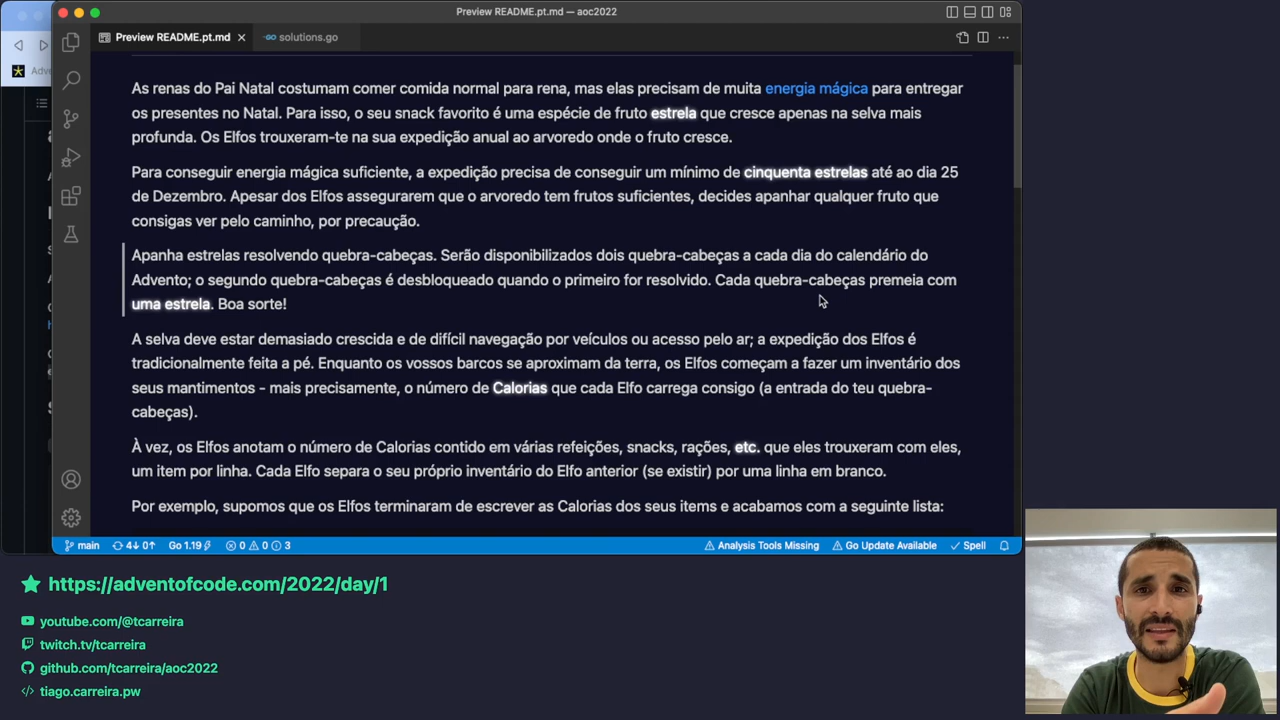 Preview README.pt.md — aoc2022
Preview README.pt.md
solutions.go
As renas do Pai Natal costumam comer comida normal para rena, mas elas precisam de muita energia mágica para entregar
os presentes no Natal. Para isso, o seu snack favorito é uma espécie de fruto estrela que cresce apenas na selva mais
profunda. Os Elfos trouxeram-te na sua expedição anual ao arvoredo onde o fruto cresce.
Para conseguir energia mágica suficiente, a expedição precisa de conseguir um mínimo de cinquenta estrelas até ao dia 25
de Dezembro. Apesar dos Elfos assegurarem que o arvoredo tem frutos suficientes, decides apanhar qualquer fruto que
consigas ver pelo caminho, por precaução.
Apanha estrelas resolvendo quebra-cabeças. Serão disponibilizados dois quebra-cabeças a cada dia do calendário do
Advento; o segundo quebra-cabeças é desbloqueado quando o primeiro for resolvido. Cada quebra-cabeças premeia com
uma estrela. Boa sorte!
A selva deve estar demasiado crescida e de difícil navegação por veículos ou acesso pelo ar; a expedição dos Elfos é
tradicionalmente feita a pé. Enquanto os vossos barcos se aproximam da terra, os Elfos começam a fazer um inventário dos
seus mantimentos - mais precisamente, o número de Calorias que cada Elfo carrega consigo (a entrada do teu quebra-
cabeças).
À vez, os Elfos anotam o número de Calorias contido em várias refeições, snacks, rações, etc. que eles trouxeram com eles,
um item por linha. Cada Elfo separa o seu próprio inventário do Elfo anterior (se existir) por uma linha em branco.
Por exemplo, supomos que os Elfos terminaram de escrever as Calorias dos seus items e acabamos com a seguinte lista:
main 4↓ 0↑ Go 1.19 0 0 3 Analysis Tools Missing Go Update Available Spell
https://adventofcode.com/2022/day/1
youtube.com/@tcarreira
twitch.tv/tcarreira
github.com/tcarreira/aoc2022
tiago.carreira.pw